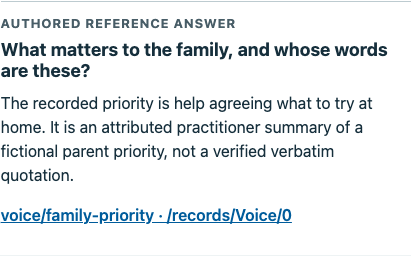 AUTHORED REFERENCE ANSWER
What matters to the family, and whose words
are these?
The recorded priority is help agreeing what to try at
home. It is an attributed practitioner summary of a
fictional parent priority, not a verified verbatim
quotation.
voice/family-priority · /records/Voice/0